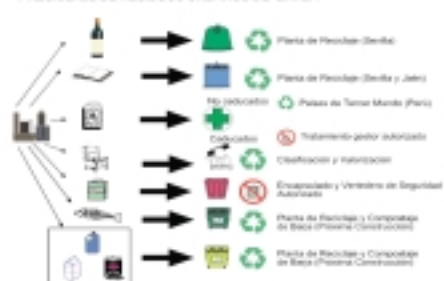 Planta de Reciclaje (Sevilla)
Planta de Reciclaje (Sevilla y Jaén)
No caducados
Países de Tercer Mundo (Perú)
Caducados
Tratamiento gestor autorizado
Clasificación y Valorización
Encapsulado y Vertedero de Seguridad
Autorizado
Planta de Reciclaje y Compostaje
de Baza (Próxima Construcción)
Planta de Reciclaje y Compostaje
de Baza (Próxima Construcción)